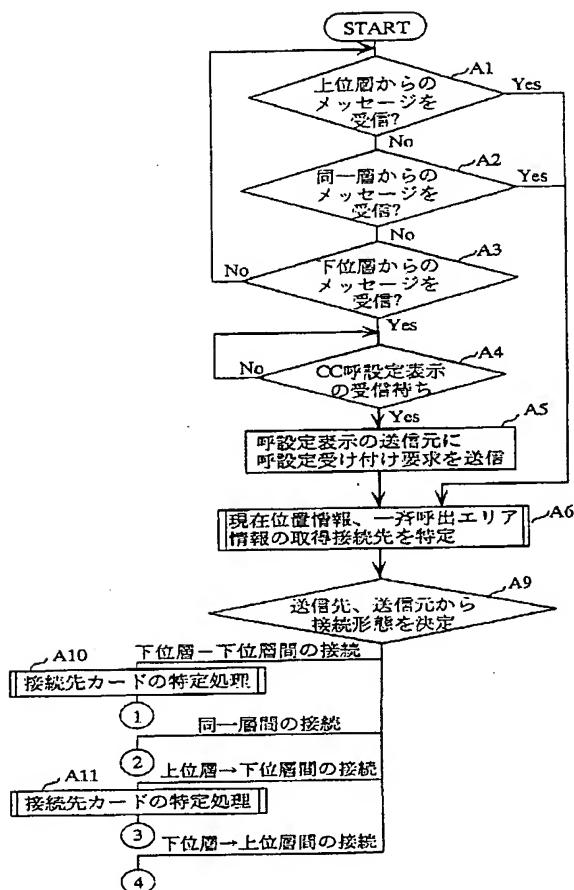 START
A1
上位層からの
メッセージを
受信?
Yes
No
A2
同一層からの
メッセージを
受信?
Yes
No
A3
下位層からの
メッセージを
受信?
No
Yes
A4
CC呼設定表示
の受信待ち
No
Yes
A5
呼設定表示の送信元に
呼設定受け付け要求を送信
A6
現在位置情報、一斉呼出エリア
情報の取得接続先を特定
A9
送信先、送信元から
接続形態を決定
A10
下位層-下位層間の接続
接続先カードの特定処理
1
同一層間の接続
2
A11
上位層→下位層間の接続
接続先カードの特定処理
3
下位層→上位層間の接続
4